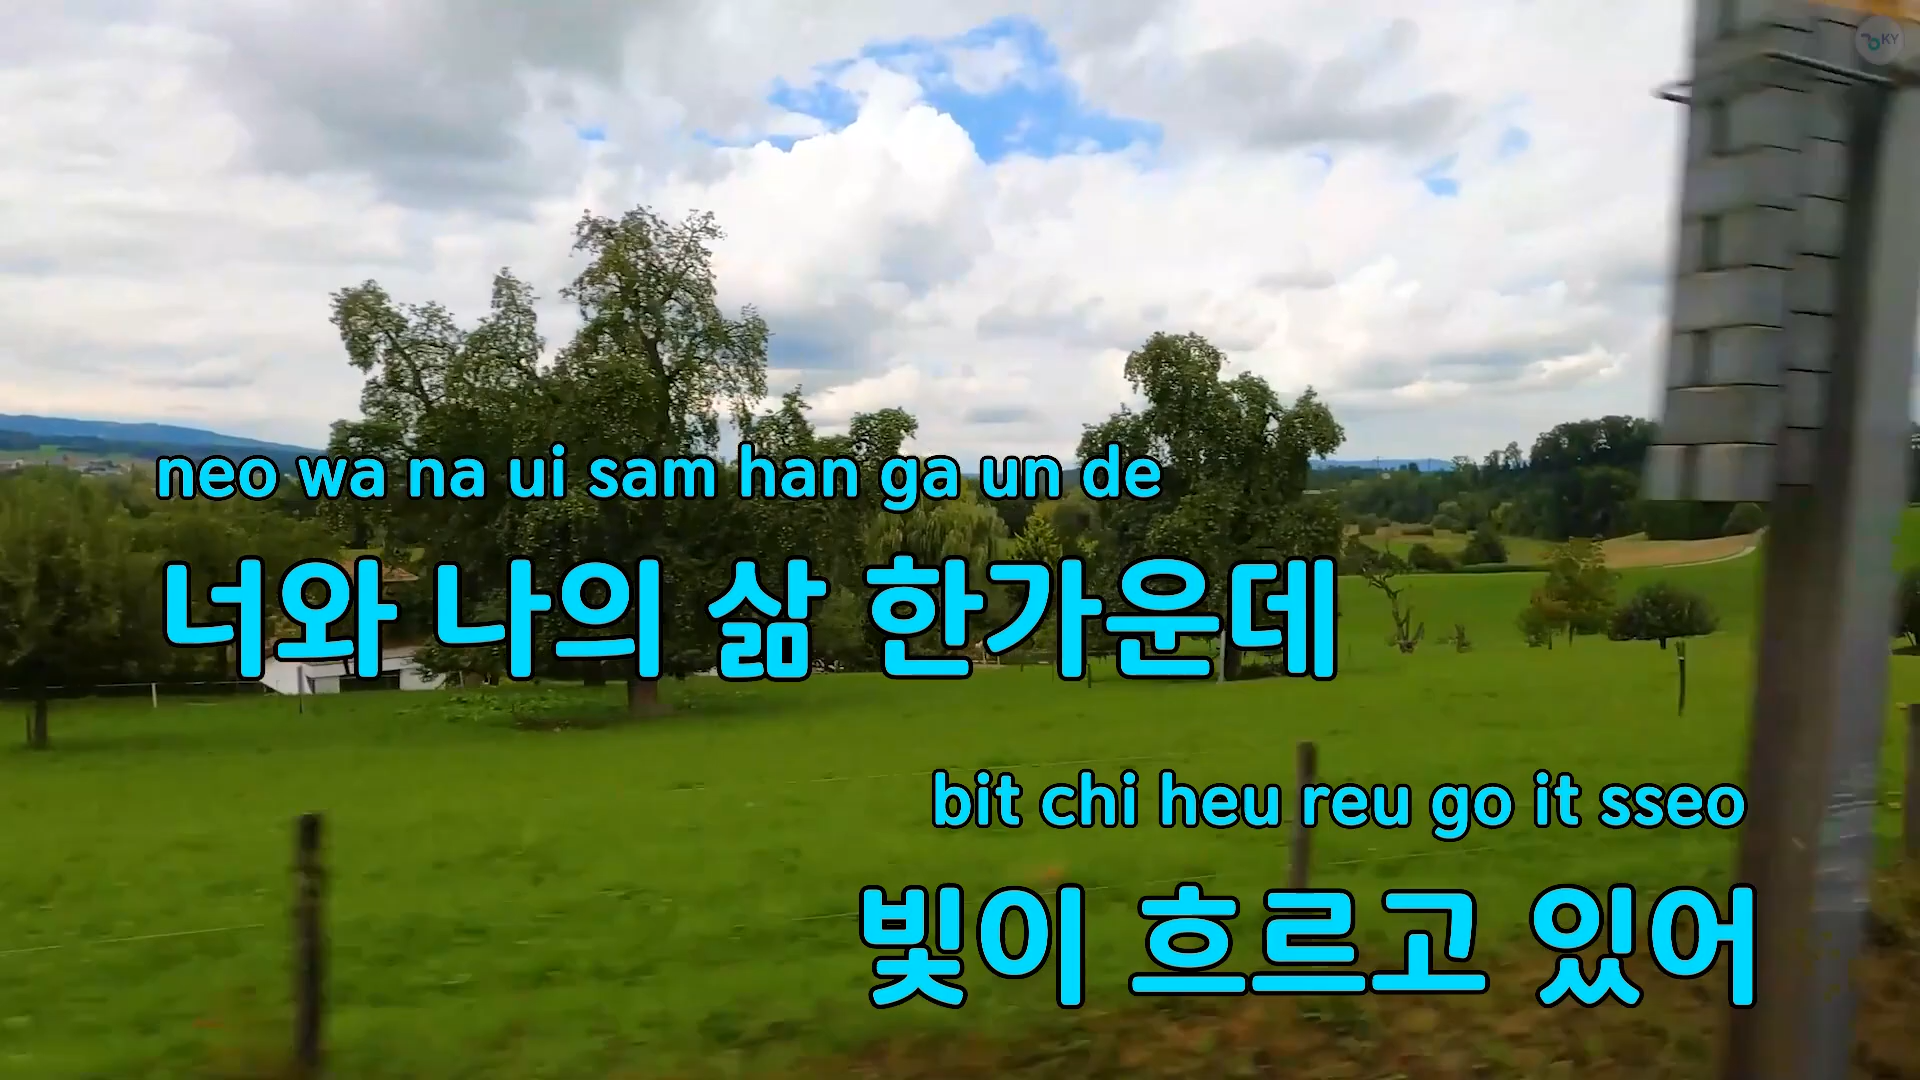 KY
neo wa na ui sam han ga un de
너와 나의 삶 한가운데
bit chi heu reu go it sseo
빛이 흐르고 있어